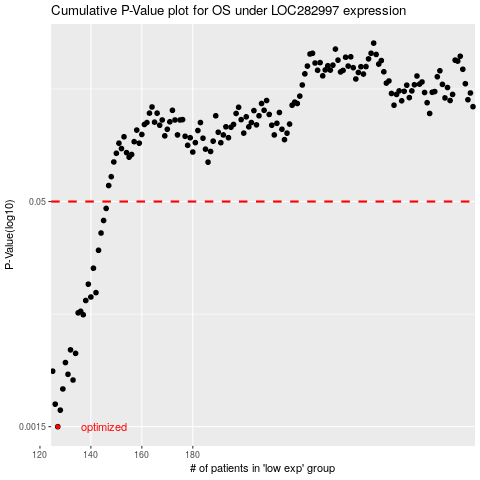 Cumulative P-Value plot for OS under LOC282997 expression
P-Value(log10)
0.05
0.0015
optimized
120 140 160 180
# of patients in 'low exp' group